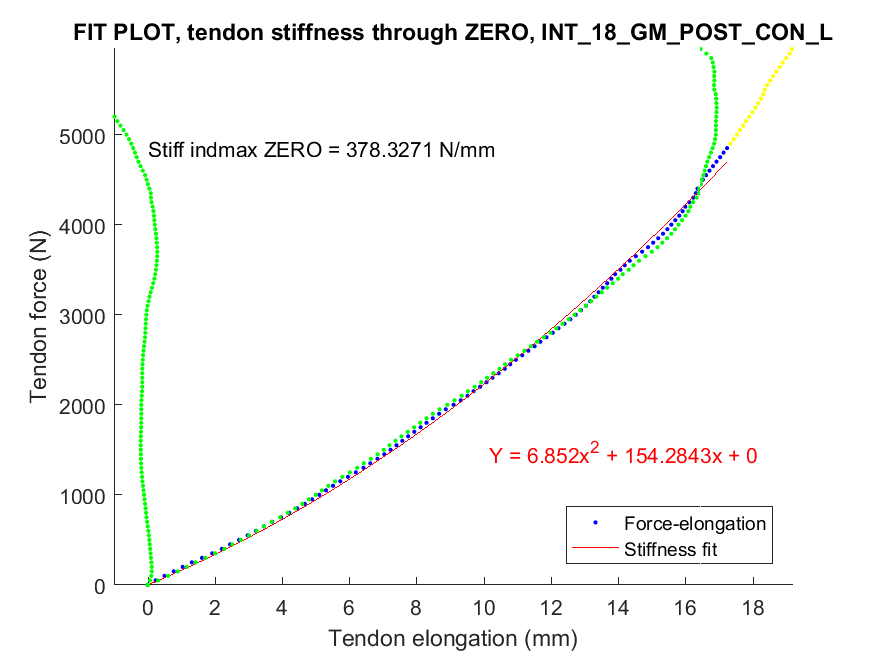 FIT PLOT, tendon stiffness through ZERO, INT_18_GM_POST_CON_L
Stiff indmax ZERO = 378.3271 N/mm
Tendon force (N)
5000
4000
3000
2000
1000
0
Y = 6.852x² + 154.2843x + 0
Force-elongation
Stiffness fit
0 2 4 6 8 10 12 14 16 18
Tendon elongation (mm)